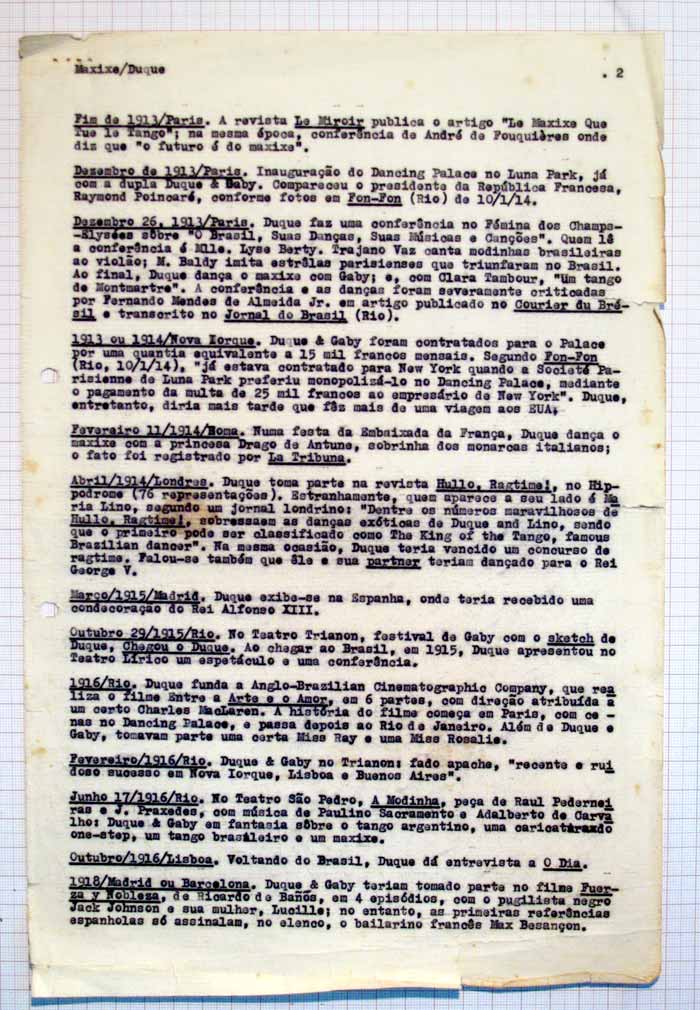 Maxixe/Duque
. 2
Fim de 1913/Paris. A revista Le Miroir publica o artigo "Le Maxixe Que
Tue le Tango"; na mesma época, conferência de André de Fouquières onde
diz que "o futuro é do maxixe".
Dezembro de 1913/Paris. Inauguração do Dancing Palace no Luna Park, já
com a dupla Duque & Gaby. Compareceu o presidente da República Francesa,
Raymond Poincaré, conforme fotos em Fon-Fon (Rio) de 10/1/14.
Dezembro 26, 1913/Paris. Duque faz uma conferência no Fémina dos Champs-
-Elysées sôbre "O Brasil, Suas Danças, Suas Músicas e Canções". Quem lê
a conferência é Mlle. Lyse Berty. Trajano Vaz canta modinhas brasileiras
ao violão; M. Baldy imita estrêlas parisienses que triunfaram no Brasil.
Ao final, Duque dança o maxixe com Gaby; e, com Clara Tambour, "Um tango
de Montmartre". A conferência e as danças foram severamente criticadas
por Fernando Mendes de Almeida Jr. em artigo publicado no Courier du Bré-
sil e transcrito no Jornal do Brasil (Rio).
1913 ou 1914/Nova Iorque. Duque & Gaby foram contratados para o Palace
por uma quantia equivalente a 15 mil francos mensais. Segundo Fon-Fon
(Rio, 10/1/14), "já estava contratado para New York quando a Societé Pa-
risienne de Luna Park preferiu monopolizá-lo no Dancing Palace, mediante
o pagamento da multa de 25 mil francos ao empresário de New York". Duque,
entretanto, diria mais tarde que fêz mais de uma viagem aos EUA.
Fevereiro 11/1914/Roma. Numa festa da Embaixada da França, Duque dança o
maxixe com a princesa Drago de Antune, sobrinha dos monarcas italianos;
o fato foi registrado por La Tribuna.
Abril/1914/Londres. Duque toma parte na revista Hullo, Ragtime!, no Hip-
podrome (76 representações). Estranhamente, quem aparece a seu lado é Ma
ria Lino, segundo um jornal londrino: "Dentre os números maravilhosos de
Hullo, Ragtime!, sobressaem as danças exóticas de Duque and Lino, sendo
que o primeiro pode ser classificado como The King of the Tango, famous
Brazilian dancer". Na mesma ocasião, Duque teria vencido um concurso de
ragtime. Falou-se também que êle e sua partner teriam dançado para o Rei
George V.
Março/1915/Madrid. Duque exibe-se na Espanha, onde teria recebido uma
condecoração do Rei Alfonso XIII.
Outubro 29/1915/Rio. No Teatro Trianon, festival de Gaby com o sketch de
Duque, Chegou o Duque. Ao chegar ao Brasil, em 1915, Duque apresentou no
Teatro Lírico um espetáculo e uma conferência.
1916/Rio. Duque funda a Anglo-Brazilian Cinematographic Company, que rea
liza o filme Entre a Arte e o Amor, em 6 partes, com direção atribuída a
um certo Charles MacLaren. A história do filme começa em Paris, com ce -
nas no Dancing Palace, e passa depois ao Rio de Janeiro. Além de Duque e
Gaby, tomavam parte uma certa Miss Ray e uma Miss Rosalie.
Fevereiro/1916/Rio. Duque & Gaby no Trianon: fado apache, "recente e rui
doso sucesso em Nova Iorque, Lisboa e Buenos Aires".
Junho 17/1916/Rio. No Teatro São Pedro, A Modinha, peça de Raul Pedernei
ras e J. Praxedes, com música de Paulino Sacramento e Adalberto de Carva
lho: Duque & Gaby em fantasia sôbre o tango argentino, uma
one-step, um tango brasileiro e um maxixe.
Outubro/1916/Lisboa. Voltando do Brasil, Duque dá entrevista a O Dia.
1918/Madrid ou Barcelona. Duque & Gaby teriam tomado parte no filme Fuer-
za y Nobleza, de Ricardo de Baños, em 4 episódios, com o pugilista negro
Jack Johnson e sua mulher, Lucille; no entanto, as primeiras referências
espanholas só assinalam, no elenco, o bailarino francês Max Besançon.